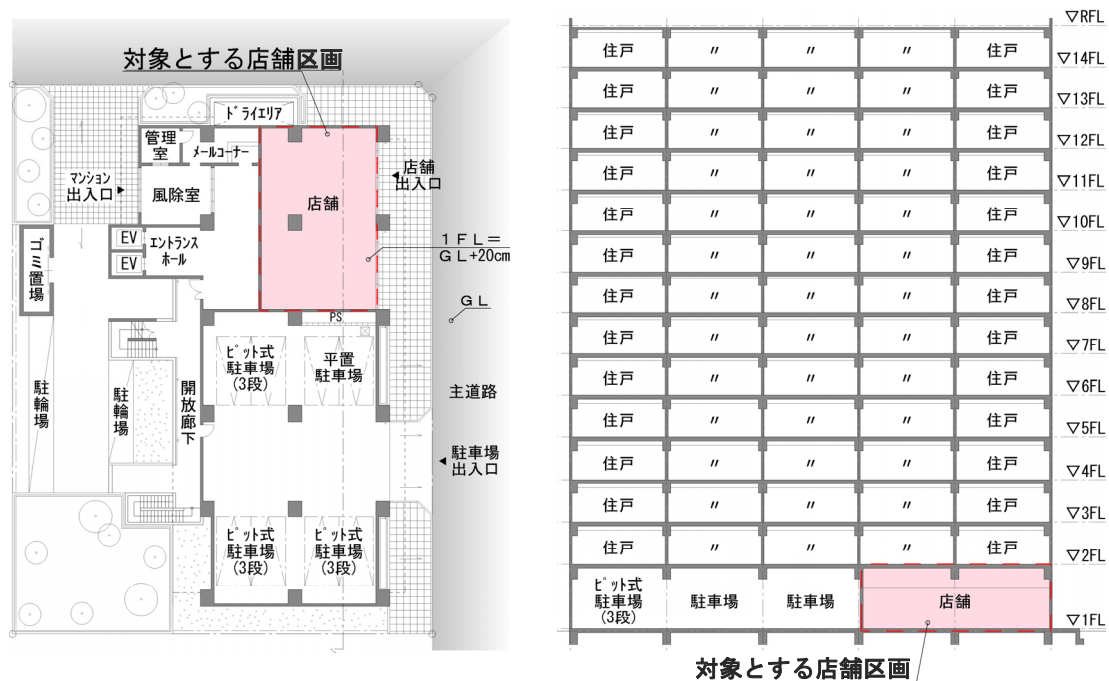 対象とする店舗区画
ドライエリア
管理
室
メールコーナー
マンション
出入口
風除室
店舗
店舗
出入口
EV
EV
エントランス
ホール
ゴミ置場
1FL=
GL+20cm
GL
PS
ピット式
駐車場
(3段)
平置
駐車場
駐輪場
駐輪場
開放廊下
主道路
駐車場
出入口
ピット式
駐車場
(3段)
ピット式
駐車場
(3段)
▽RFL
住戸 〃 〃 〃 住戸 ▽14FL
住戸 〃 〃 〃 住戸 ▽13FL
住戸 〃 〃 〃 住戸 ▽12FL
住戸 〃 〃 〃 住戸 ▽11FL
住戸 〃 〃 〃 住戸 ▽10FL
住戸 〃 〃 〃 住戸 ▽9FL
住戸 〃 〃 〃 住戸 ▽8FL
住戸 〃 〃 〃 住戸 ▽7FL
住戸 〃 〃 〃 住戸 ▽6FL
住戸 〃 〃 〃 住戸 ▽5FL
住戸 〃 〃 〃 住戸 ▽4FL
住戸 〃 〃 〃 住戸 ▽3FL
住戸 〃 〃 〃 住戸 ▽2FL
ピット式
駐車場
(3段)
駐車場
駐車場
店舗
▽1FL
対象とする店舗区画